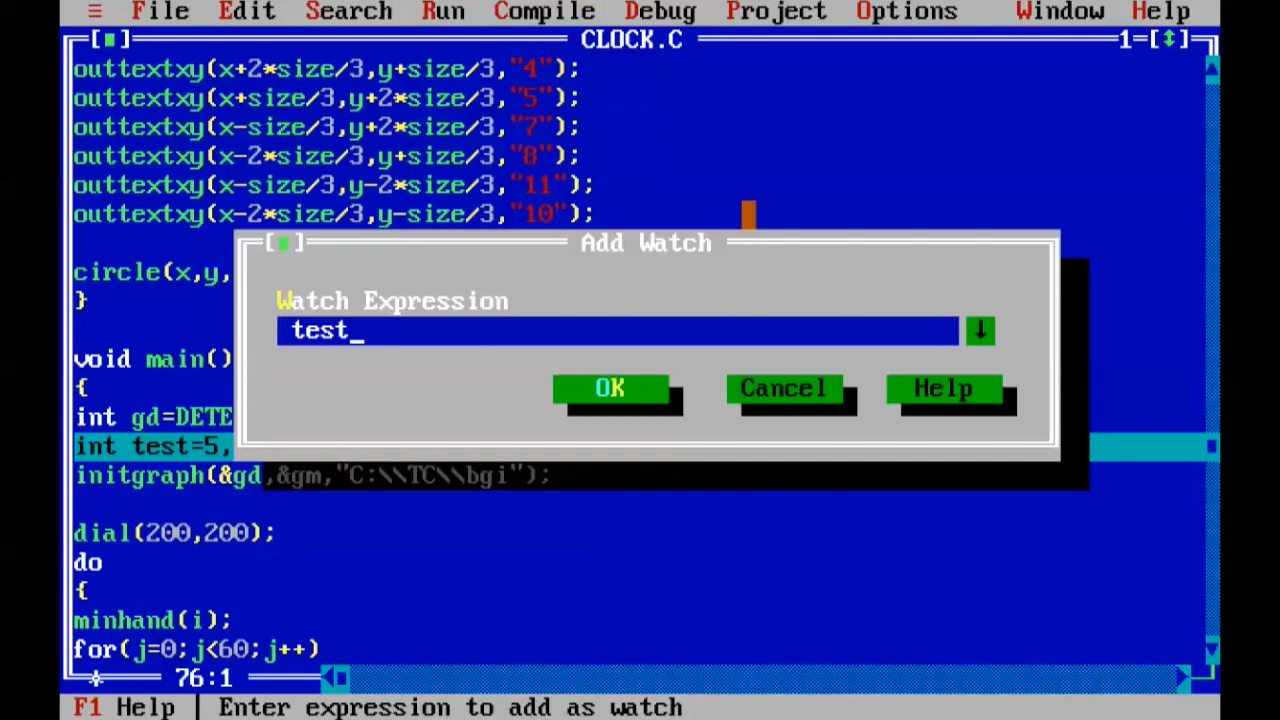 ≡ File Edit Search Run Compile Debug Project Options Window Help
[■] CLOCK.C 1=[↕]
outtextxy(x+2*size/3,y+size/3,"4");
outtextxy(x+size/3,y+2*size/3,"5");
outtextxy(x-size/3,y+2*size/3,"7");
outtextxy(x-2*size/3,y+size/3,"8");
outtextxy(x-size/3,y-2*size/3,"11");
outtextxy(x-2*size/3,y-size/3,"10");
[■] Add Watch
circle(x,y,
}
Watch Expression
test_
OK Cancel Help
void main()
{
int gd=DETE
int test=5,
initgraph(&gd,&gm,"C:\\TC\\bgi");
dial(200,200);
do
{
minhand(i);
for(j=0;j<60;j++)
76:1
F1 Help │ Enter expression to add as watch